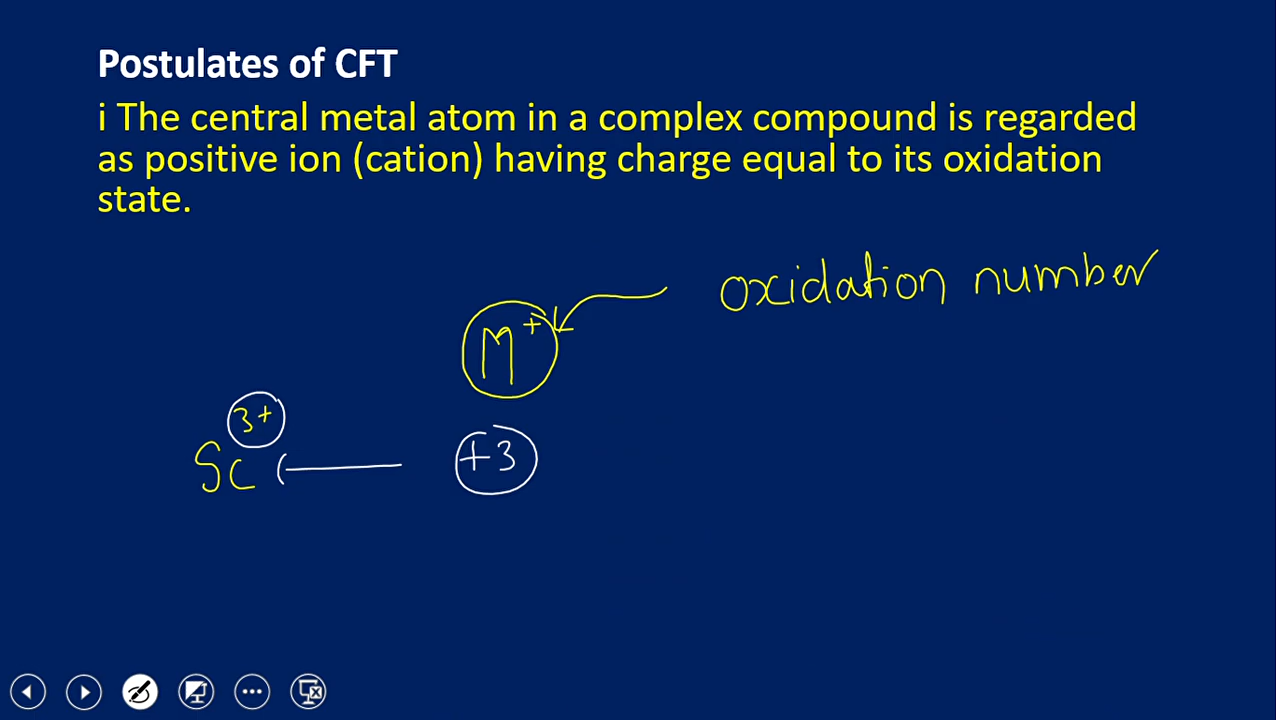 Postulates of CFT
i The central metal atom in a complex compound is regarded
as positive ion (cation) having charge equal to its oxidation
state.
oxidation number
M+
3+
Sc
+3